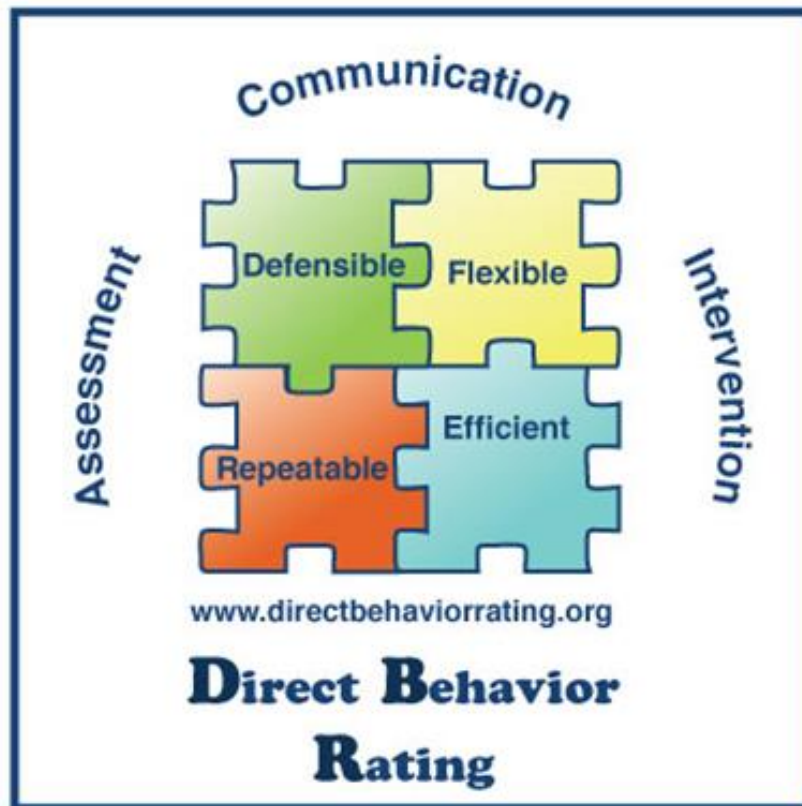 Communication
Assessment
Defensible
Flexible
Intervention
Repeatable
Efficient
www.directbehaviorrating.org
Direct Behavior
Rating